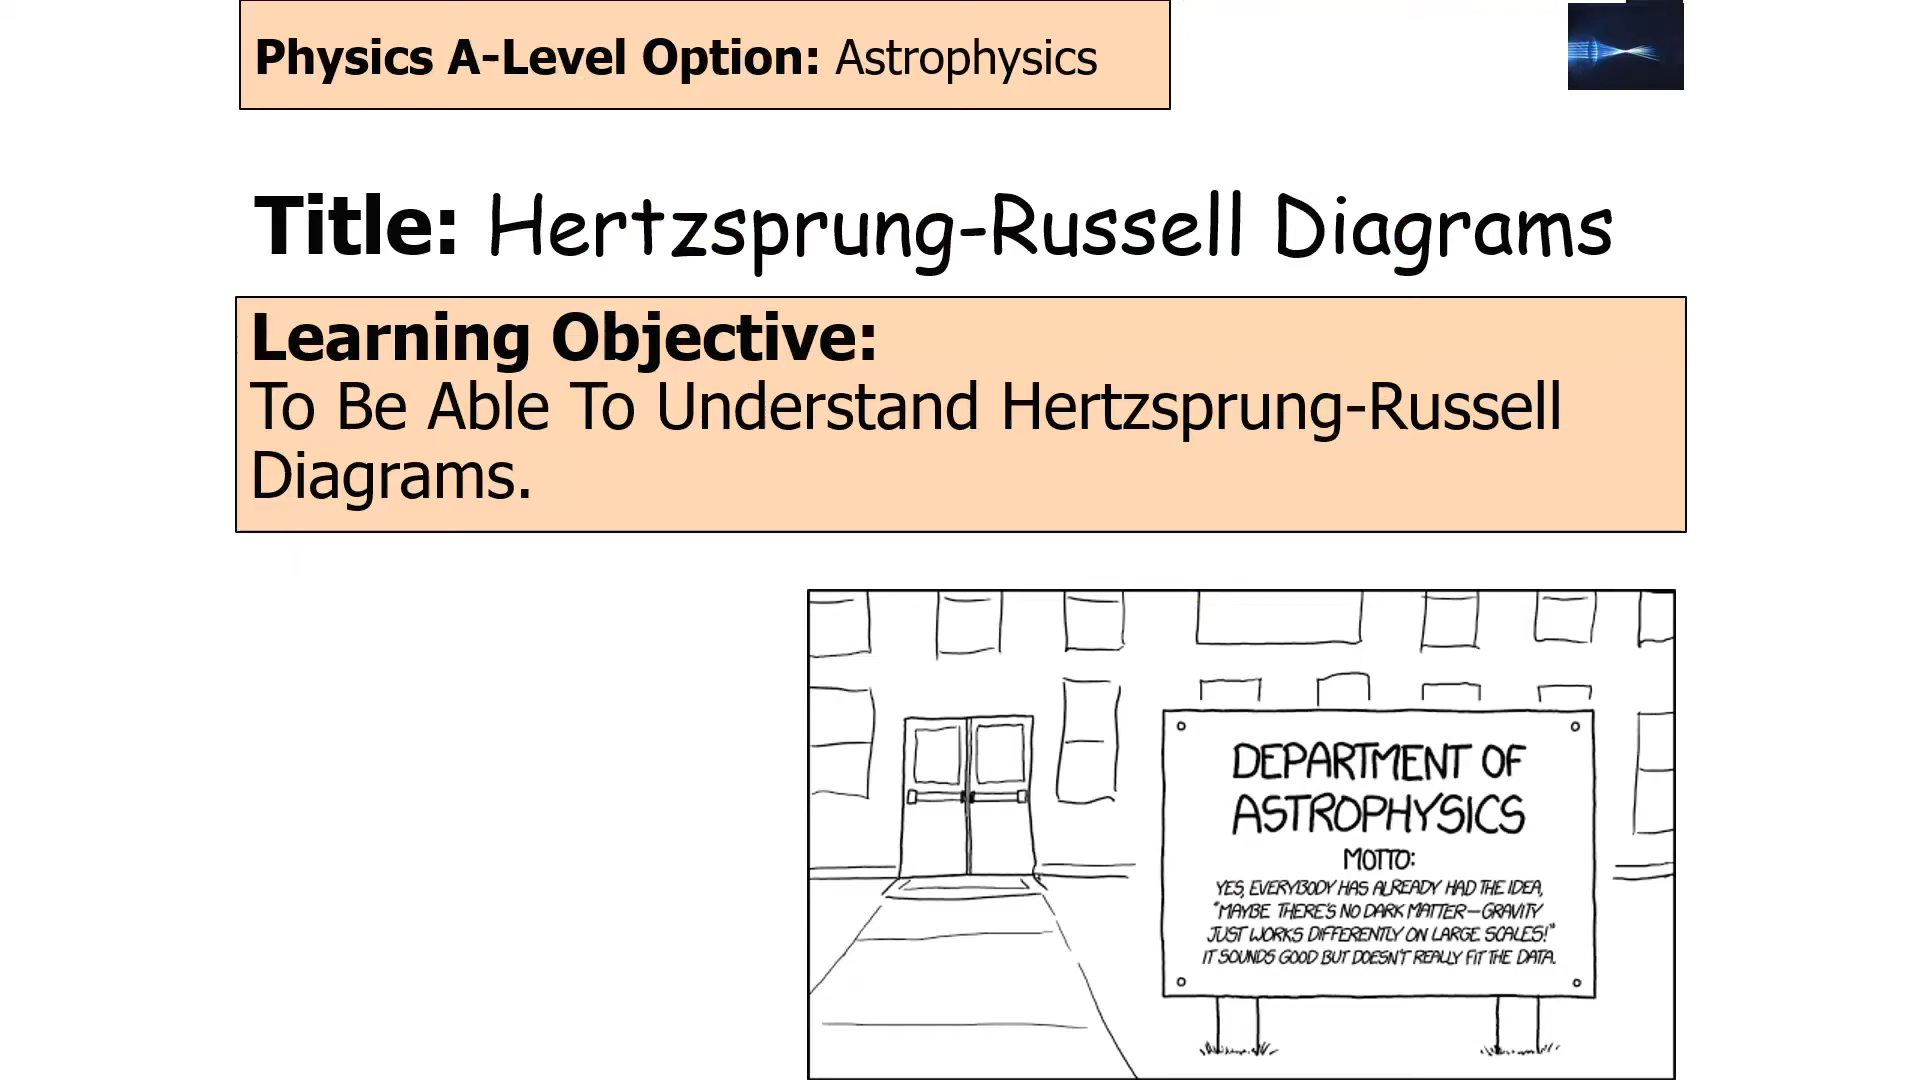 Physics A-Level Option: Astrophysics
Title: Hertzsprung-Russell Diagrams
Learning Objective:
To Be Able To Understand Hertzsprung-Russell
Diagrams.
DEPARTMENT OF
ASTROPHYSICS
MOTTO:
YES, EVERYBODY HAS ALREADY HAD THE IDEA,
"MAYBE THERE'S NO DARK MATTER—GRAVITY
JUST WORKS DIFFERENTLY ON LARGE SCALES!"
IT SOUNDS GOOD BUT DOESN'T REALLY FIT THE DATA.